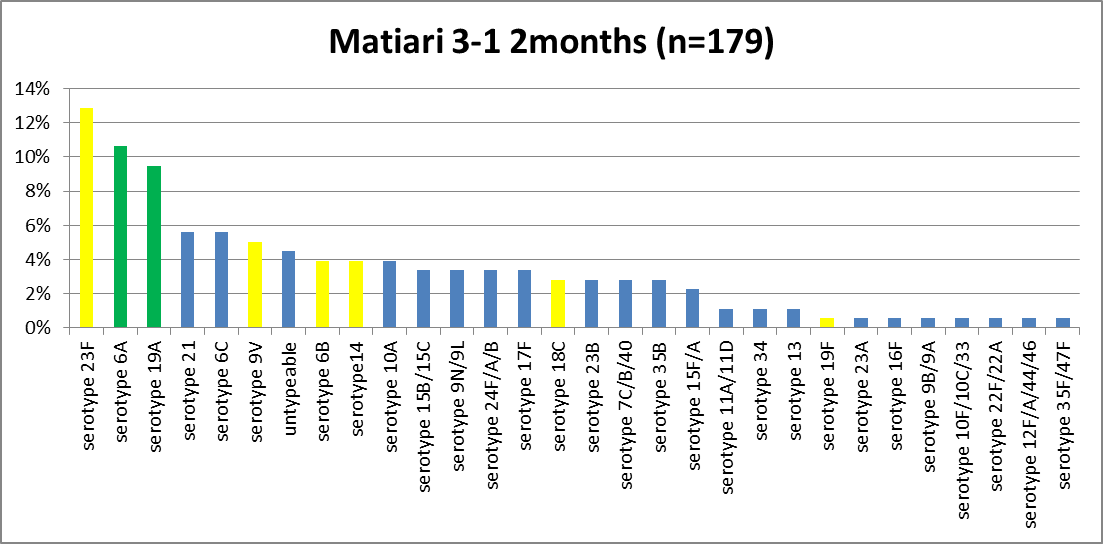 Matiari 3-1 2months (n=179)
14%
12%
10%
8%
6%
4%
2%
0%
serotype 23F
serotype 6A
serotype 19A
serotype 21
serotype 6C
serotype 9V
untypeable
serotype 6B
serotype14
serotype 10A
serotype 15B/15C
serotype 9N/9L
serotype 24F/A/B
serotype 17F
serotype 18C
serotype 23B
serotype 7C/B/40
serotype 35B
serotype 15F/A
serotype 11A/11D
serotype 34
serotype 13
serotype 19F
serotype 23A
serotype 16F
serotype 9B/9A
serotype 10F/10C/33
serotype 22F/22A
serotype 12F/A/44/46
serotype 35F/47F